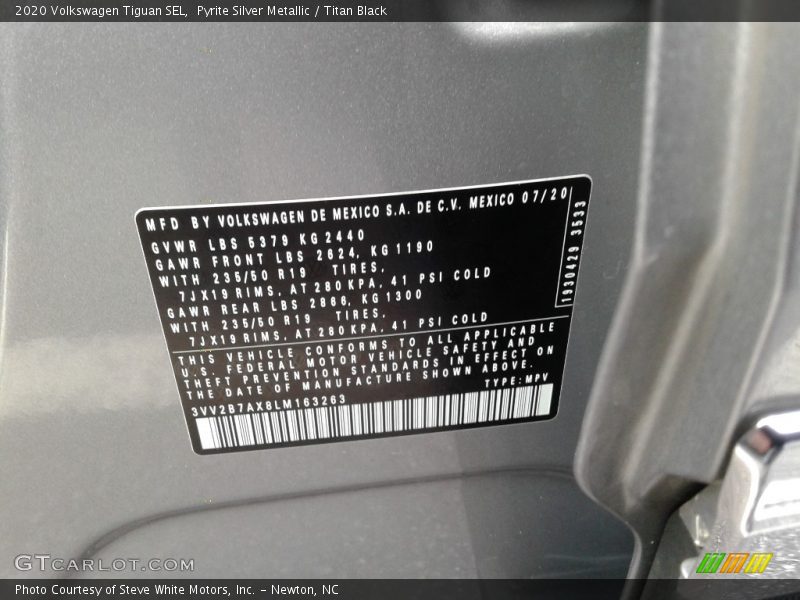 2020 Volkswagen Tiguan SEL, Pyrite Silver Metallic / Titan Black
MFD BY VOLKSWAGEN DE MEXICO S.A. DE C.V. MEXICO 07/20
GVWR LBS 5379 KG 2440
GAWR FRONT LBS 2624, KG 1190
WITH 235/50 R19 TIRES,
7JX19 RIMS, AT 280 KPA, 41 PSI COLD
GAWR REAR LBS 2866, KG 1300
WITH 235/50 R19 TIRES,
7JX19 RIMS, AT 280 KPA, 41 PSI COLD
1930429 3533
THIS VEHICLE CONFORMS TO ALL APPLICABLE
U.S. FEDERAL MOTOR VEHICLE SAFETY AND
THEFT PREVENTION STANDARDS IN EFFECT ON
THE DATE OF MANUFACTURE SHOWN ABOVE.
TYPE: MPV
3VV2B7AX8LM163263
GTCARLOT.COM
Photo Courtesy of Steve White Motors, Inc. – Newton, NC